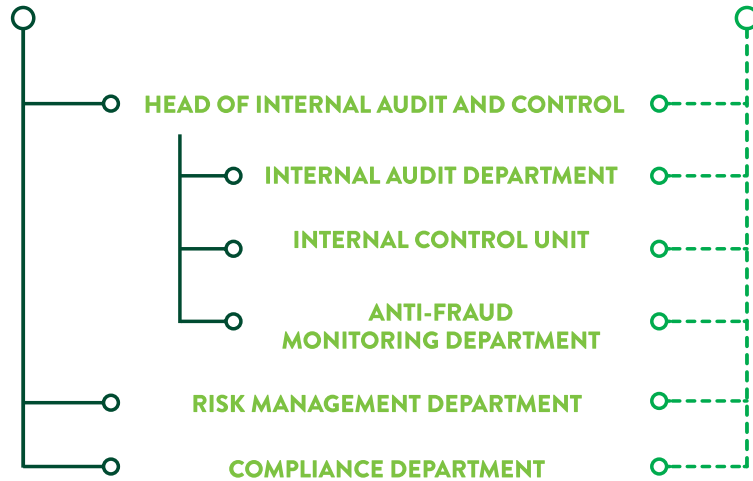 HEAD OF INTERNAL AUDIT AND CONTROL
INTERNAL AUDIT DEPARTMENT
INTERNAL CONTROL UNIT
ANTI-FRAUD
MONITORING DEPARTMENT
RISK MANAGEMENT DEPARTMENT
COMPLIANCE DEPARTMENT